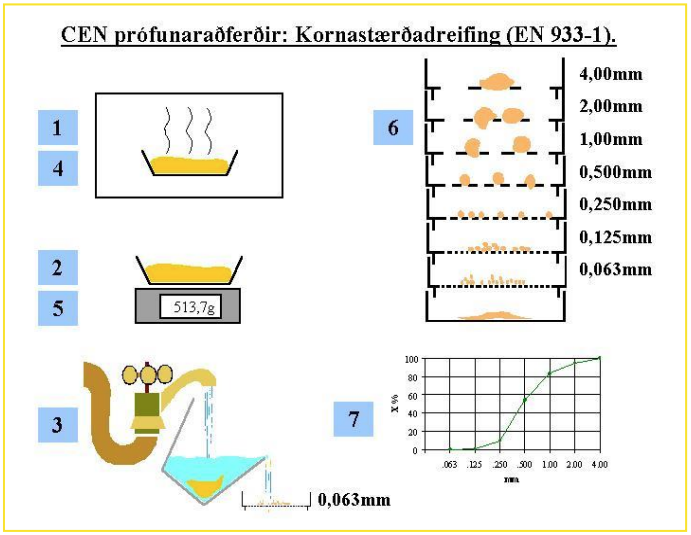 CEN prófunaraðferðir: Kornastærðadreifing (EN 933-1).
1
4
2
5
513,7g
3
0,063mm
6
4,00mm
2,00mm
1,00mm
0,500mm
0,250mm
0,125mm
0,063mm
7
X %
100
80
60
40
20
0
.063 .125 .250 .500 1.00 2.00 4.00
mm